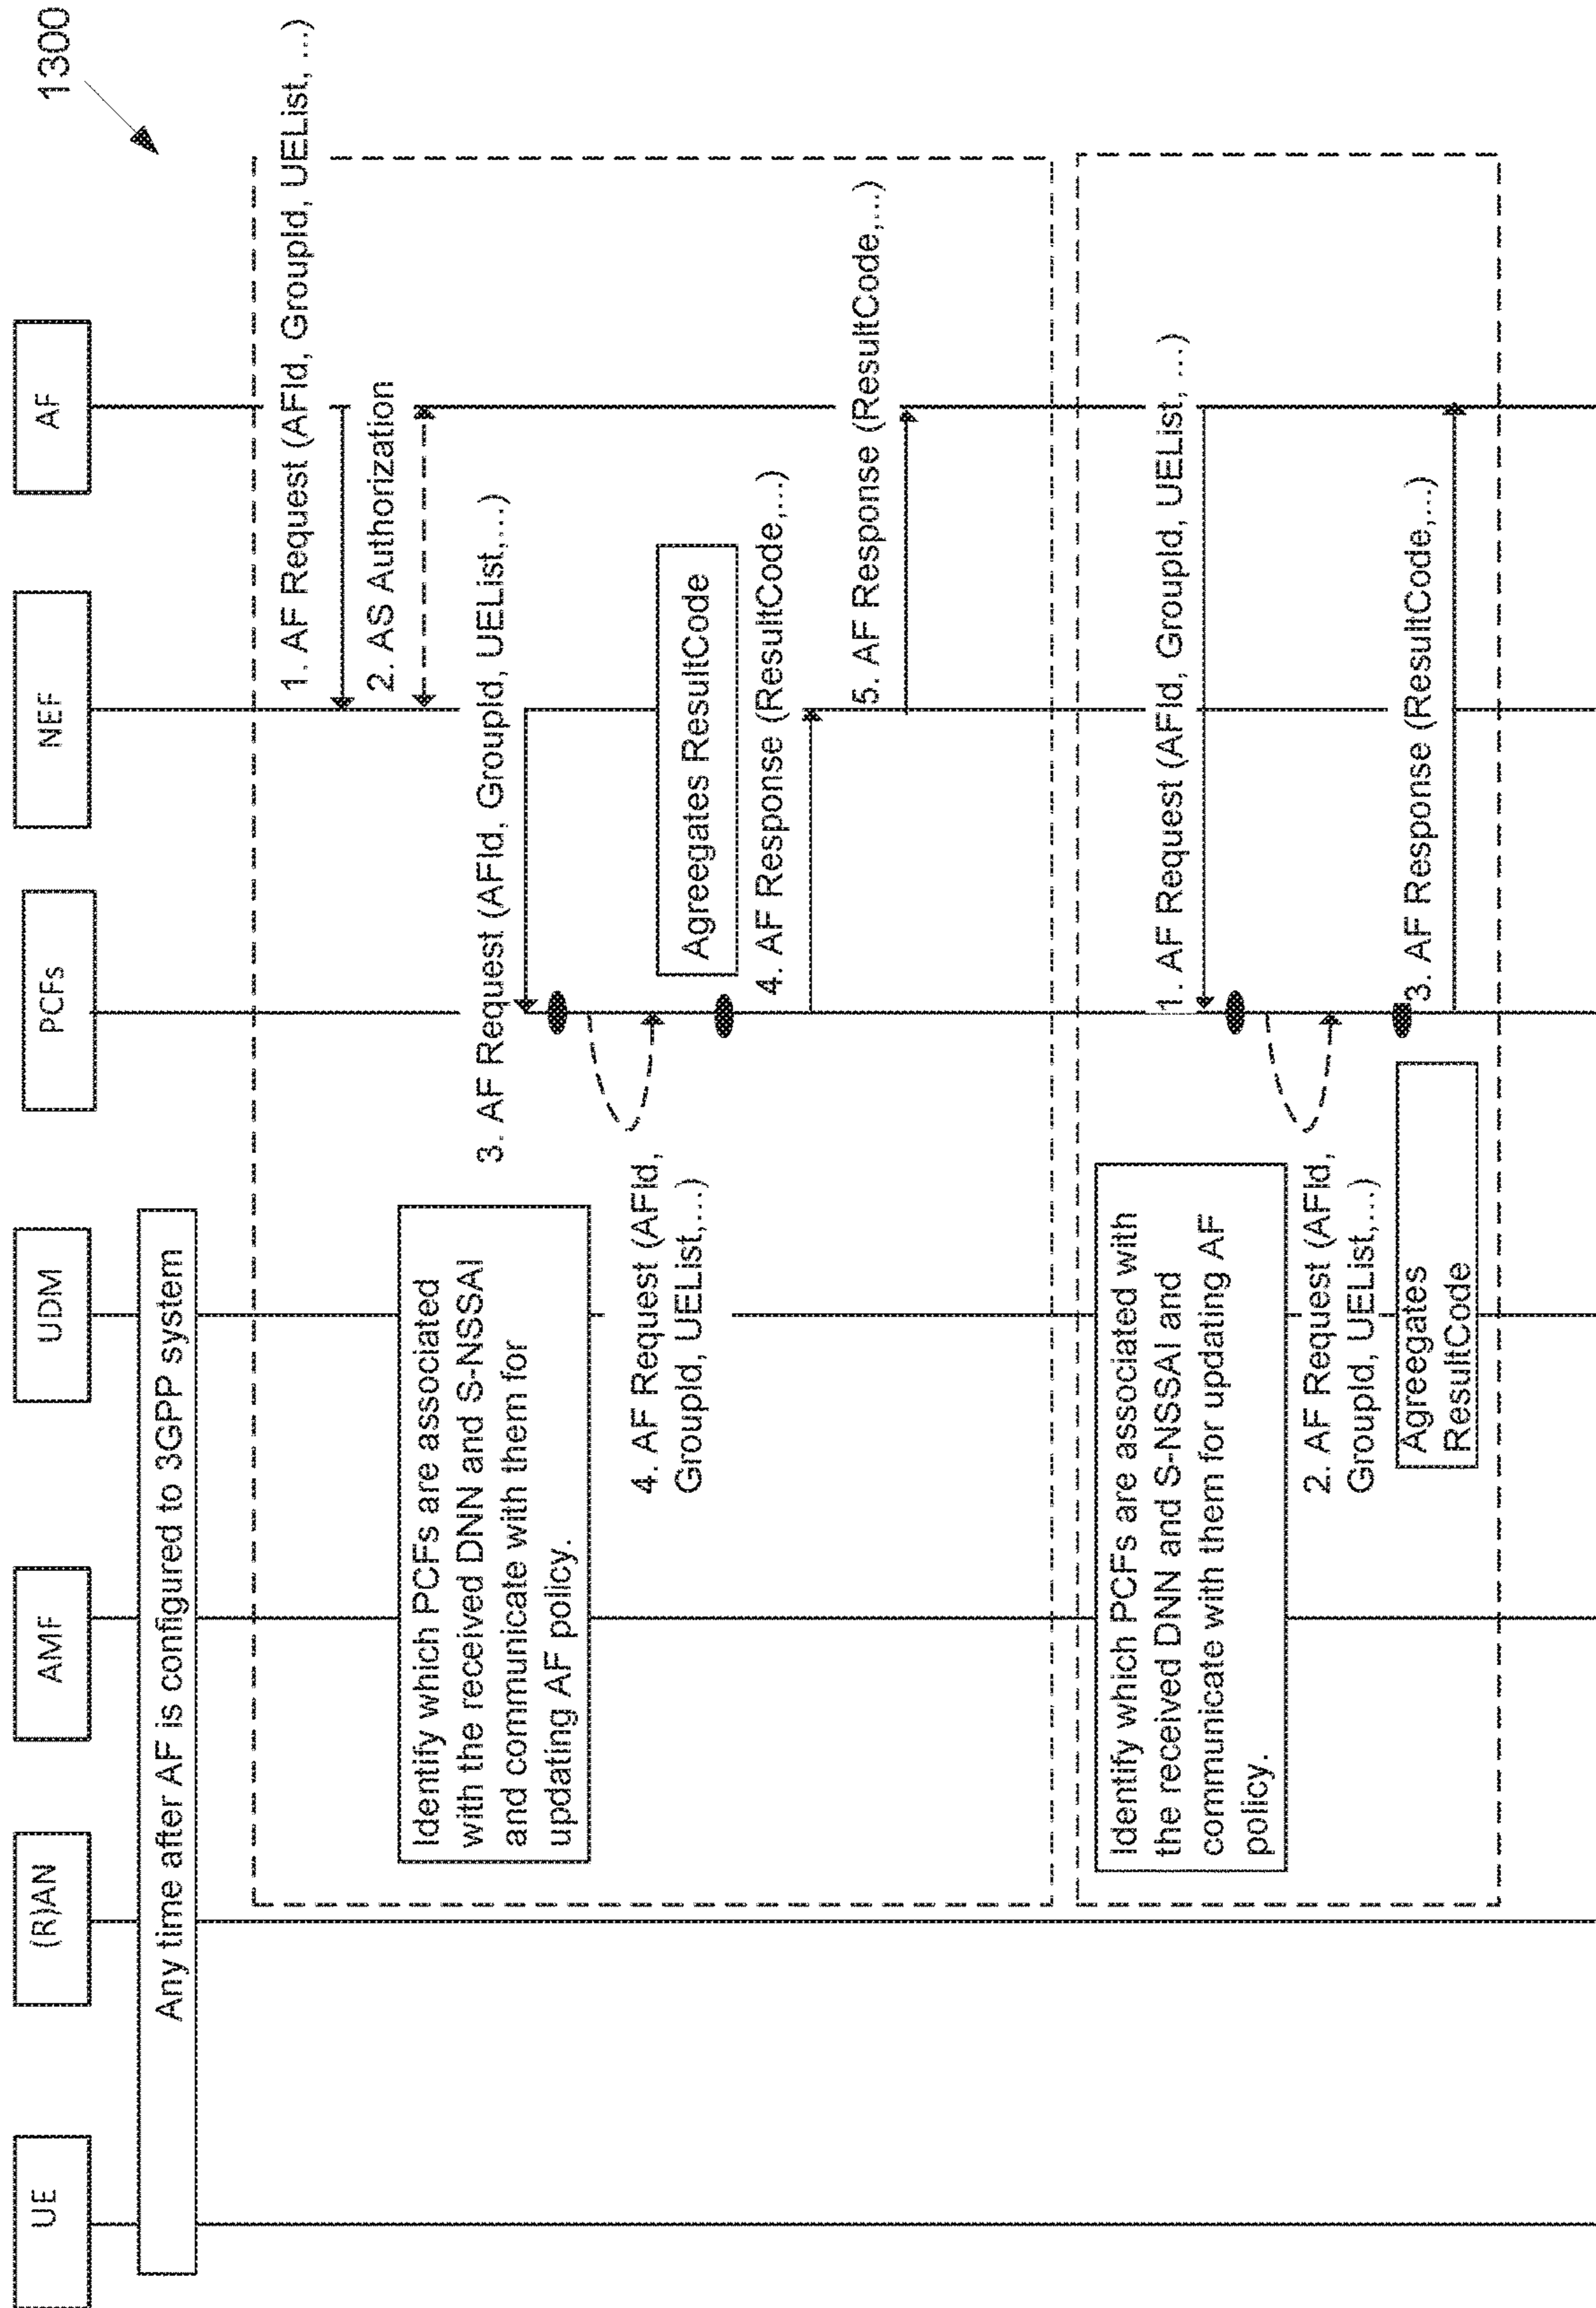 1300
UE
(R)AN
AMF
UDM
PCFs
NEF
AF
Any time after AF is configured to 3GPP system
1. AF Request (AFId, GroupId, UEList, ...)
2. AS Authorization
Identify which PCFs are associated
with the received DNN and S-NSSAI
and communicate with them for
updating AF policy.
3. AF Request (AFId, GroupId, UEList,...)
4. AF Request (AFId,
GroupId, UEList,...)
Agreegates ResultCode
4. AF Response (ResultCode,...)
5. AF Response (ResultCode,...)
Identify which PCFs are associated with
the received DNN and S-NSSAI and
communicate with them for updating AF
policy.
1. AF Request (AFId, GroupId, UEList, ...)
2. AF Request (AFId,
GroupId, UEList,...)
Agreegates
ResultCode
3. AF Response (ResultCode,...)